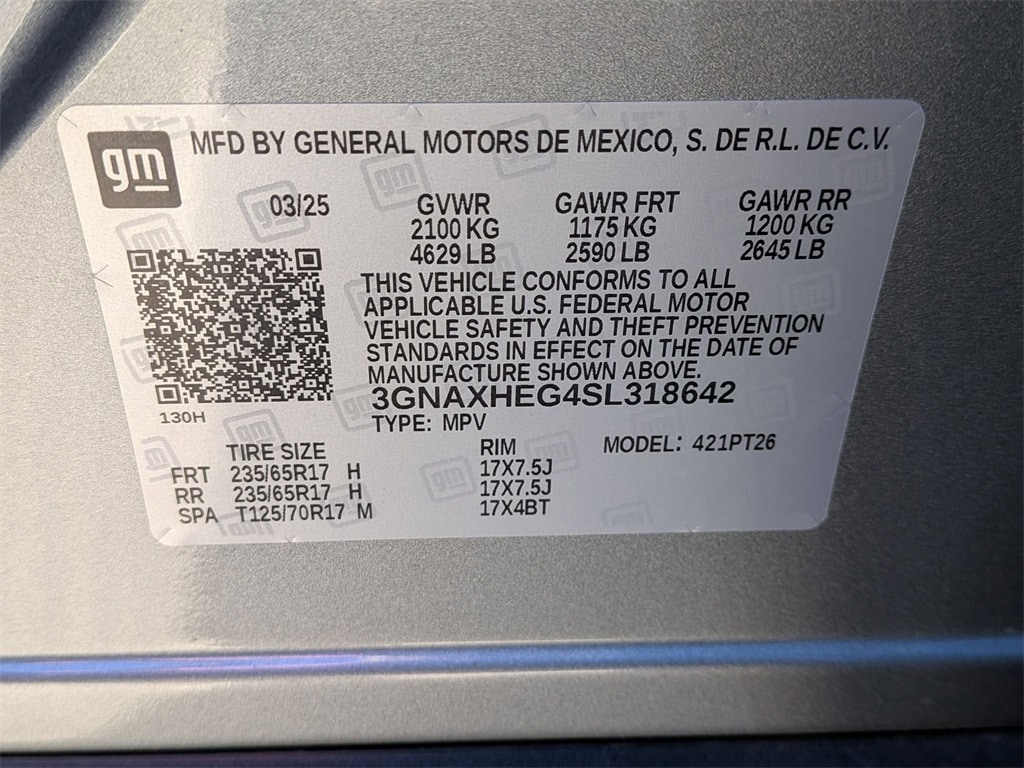 gm MFD BY GENERAL MOTORS DE MEXICO, S. DE R.L. DE C.V.
03/25 GVWR GAWR FRT GAWR RR
2100 KG 1175 KG 1200 KG
4629 LB 2590 LB 2645 LB
THIS VEHICLE CONFORMS TO ALL
APPLICABLE U.S. FEDERAL MOTOR
VEHICLE SAFETY AND THEFT PREVENTION
STANDARDS IN EFFECT ON THE DATE OF
MANUFACTURE SHOWN ABOVE.
3GNAXHEG4SL318642
130H
TYPE: MPV
TIRE SIZE RIM MODEL: 421PT26
FRT 235/65R17 H 17X7.5J
RR 235/65R17 H 17X7.5J
SPA T125/70R17 M 17X4BT